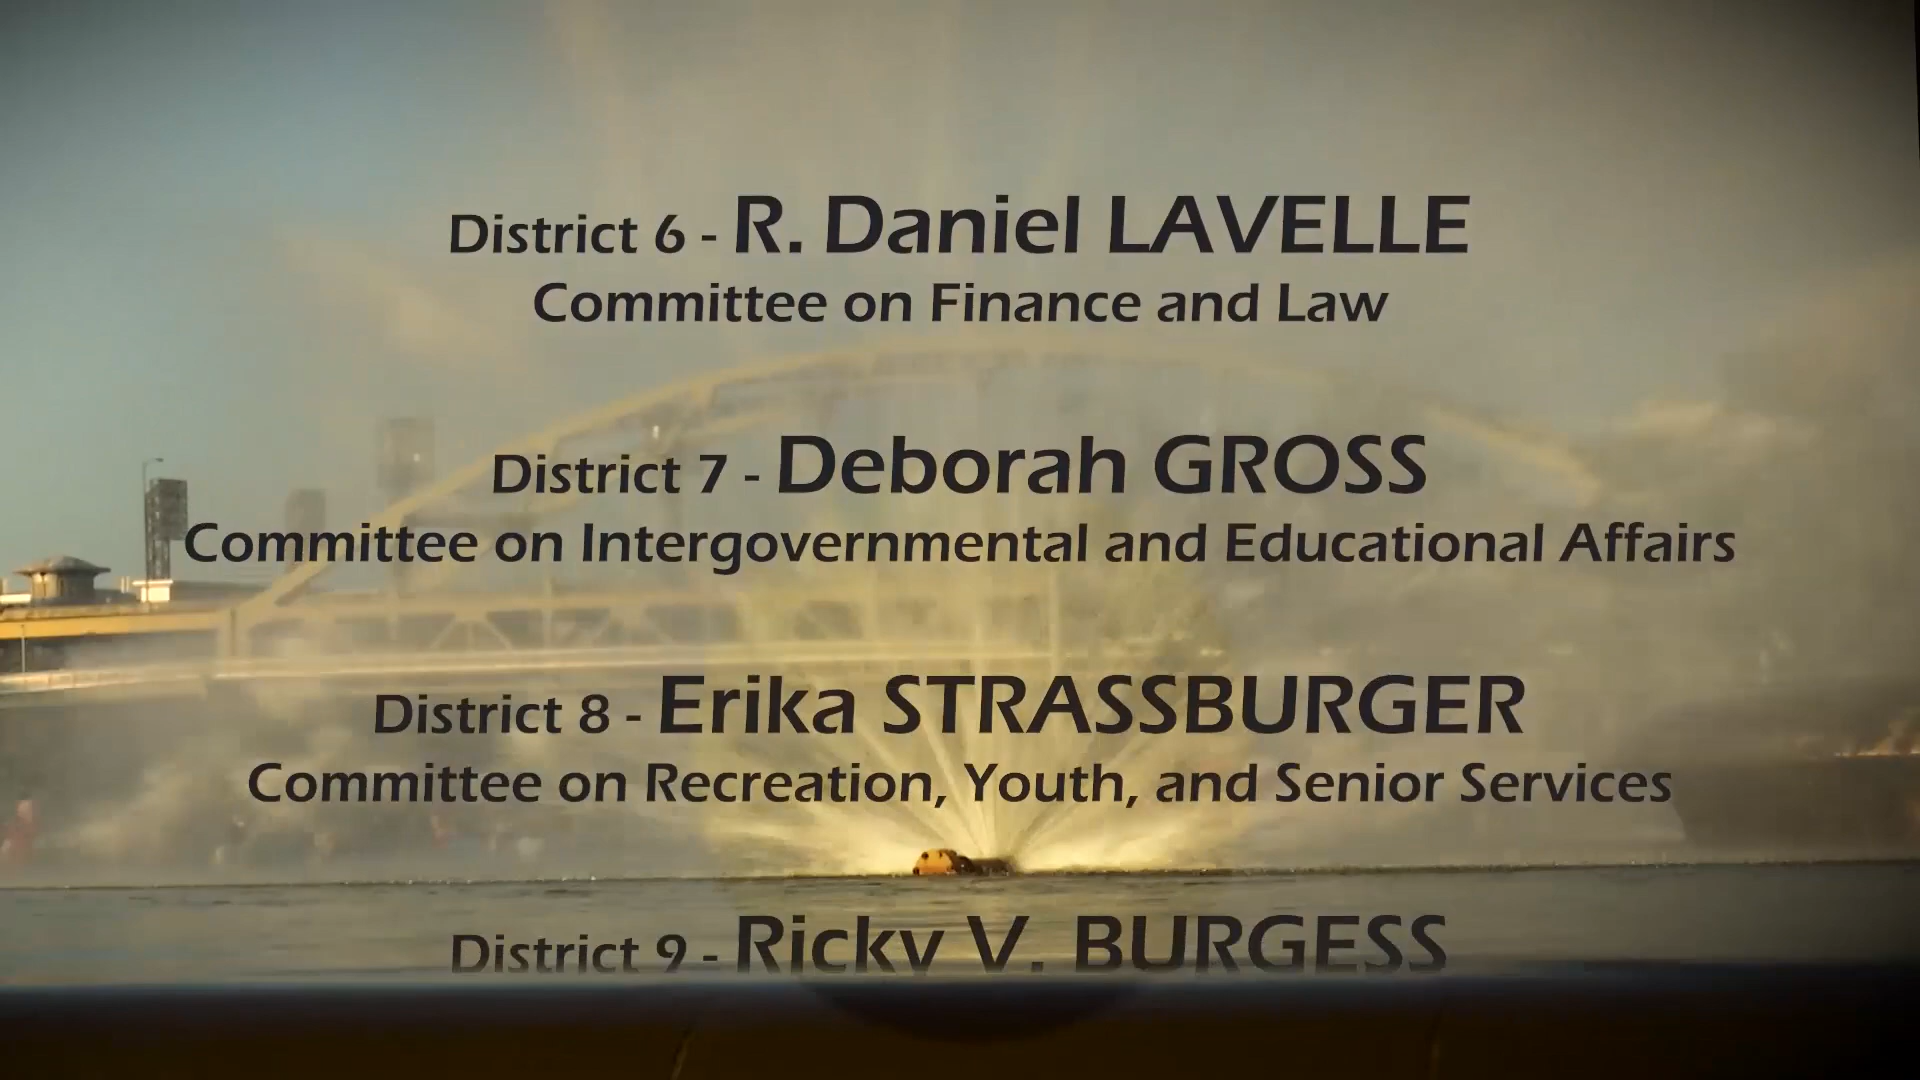 District 6 - R. Daniel LAVELLE
Committee on Finance and Law
District 7 - Deborah GROSS
Committee on Intergovernmental and Educational Affairs
District 8 - Erika STRASSBURGER
Committee on Recreation, Youth, and Senior Services
District 9 - Ricky V. BURGESS